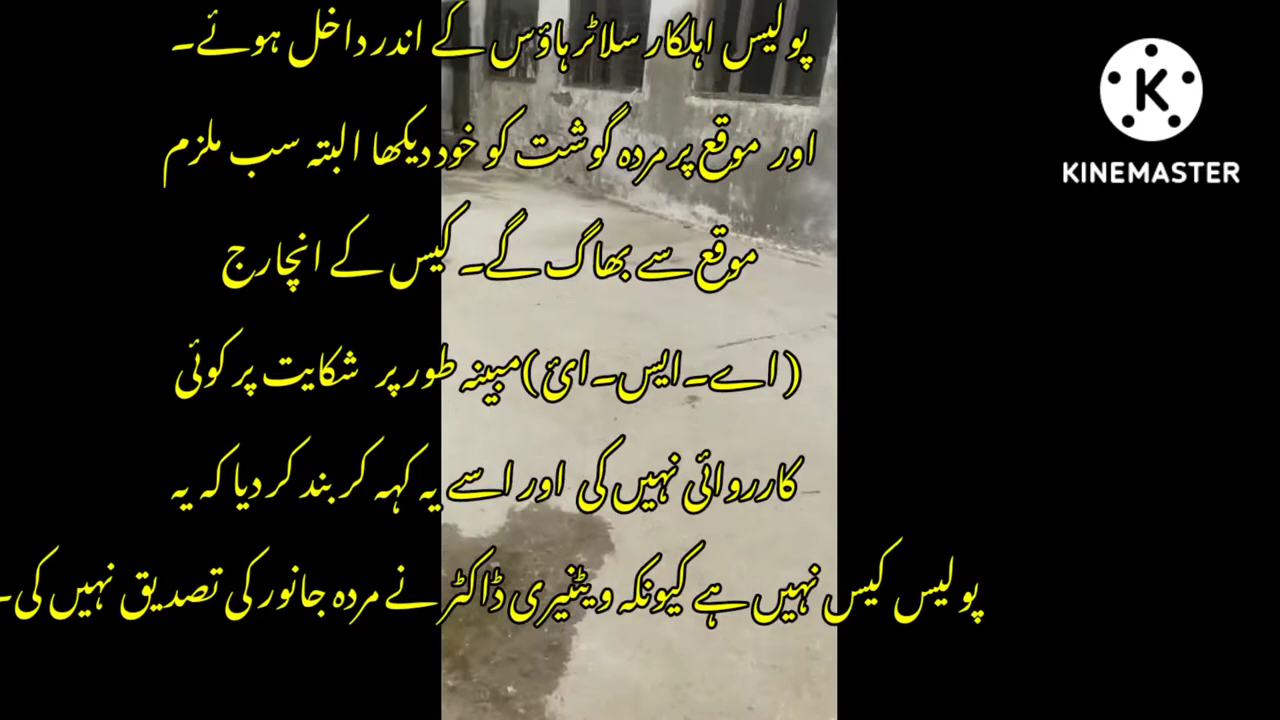 پولیس اہلکار سلاٹر ہاؤس کے اندر داخل ہوئے۔
اور موقع پر مردہ گوشت کو خود دیکھا البتہ سب ملزم
موقع سے بھاگ گے۔ کیس کے انچارج
(اے۔ایس۔ائ) مبینہ طور پر شکایت پر کوئی
کارروائی نہیں کی اور اسے یہ کہہ کر بند کر دیا کہ یہ
پولیس کیس نہیں ہے کیونکہ ویٹنیری ڈاکٹر نے مردہ جانور کی تصدیق نہیں کی۔
K
KINEMASTER